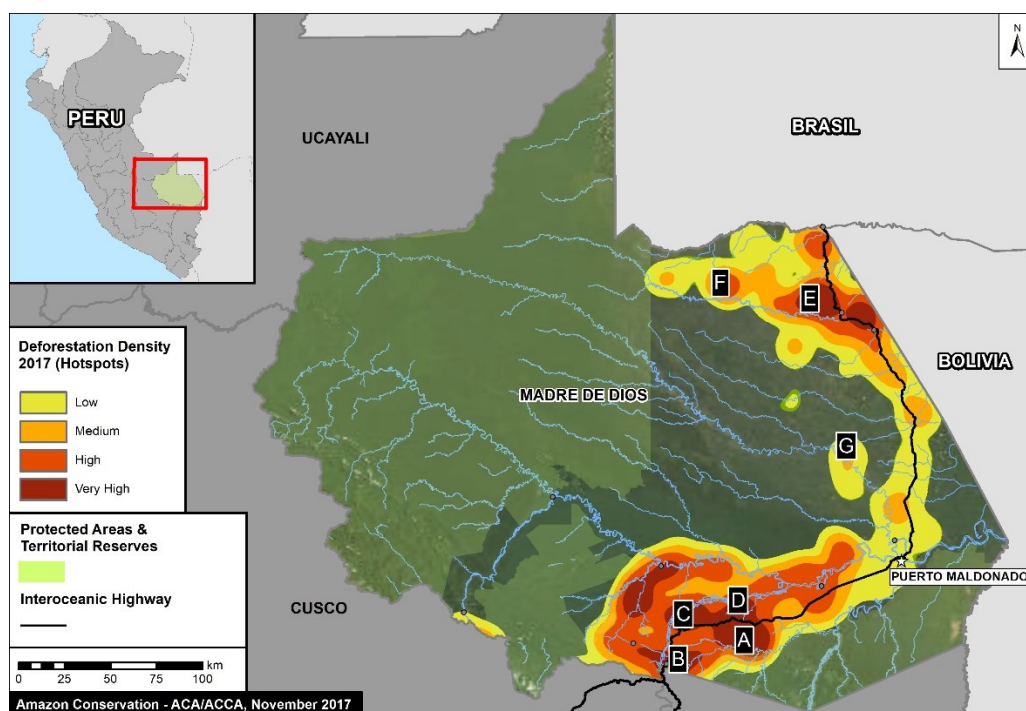 PERU
N
UCAYALI
BRASIL
F
E
BOLIVIA
Deforestation Density
2017 (Hotspots)
Low
Medium
High
Very High
MADRE DE DIOS
G
Protected Areas &
Territorial Reserves
Interoceanic Highway
PUERTO MALDONADO
CUSCO
C
D
A
B
0 25 50 75 100
km
Amazon Conservation - ACA/ACCA, November 2017